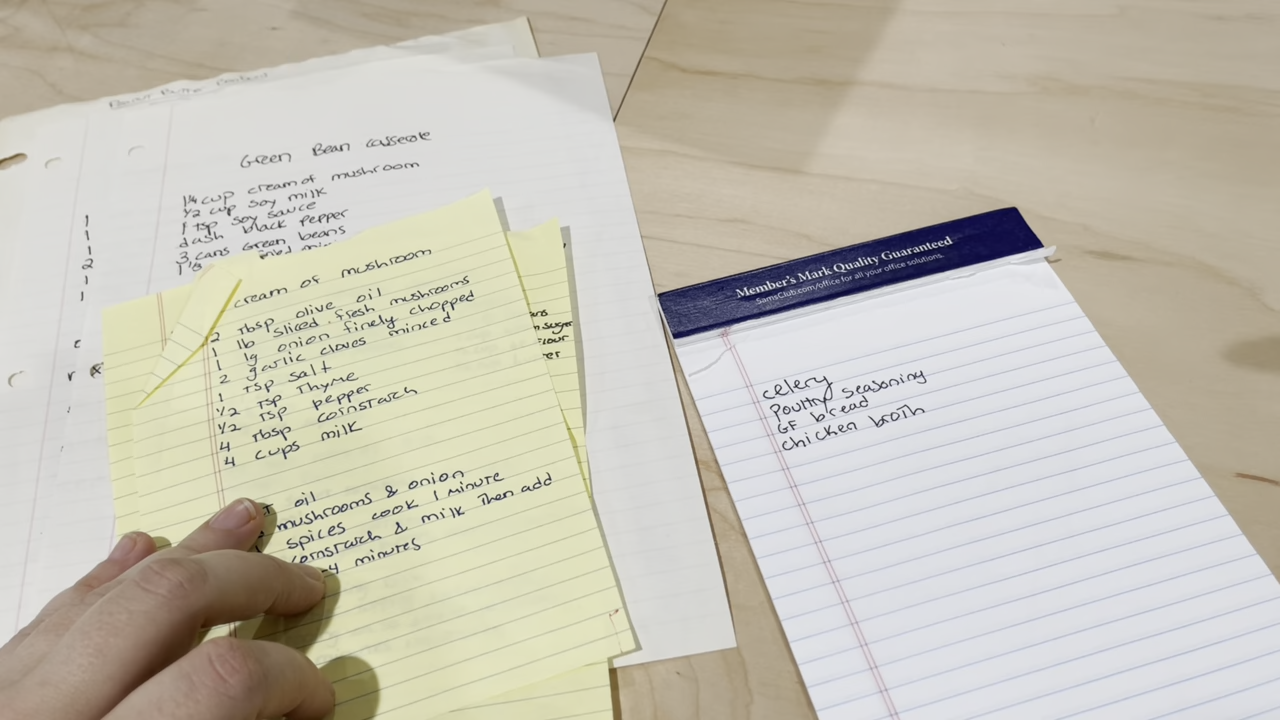 Green Bean Casserole
1¼ cup cream of mushroom
½ cup soy milk
1 tsp soy sauce
dash black pepper
3 cans Green beans
1
1
1
2
1
1
cream of mushroom
2 tbsp olive oil
1 lb sliced fresh mushrooms
1 lg onion finely chopped
2 garlic cloves minced
1 tsp salt
½ tsp Thyme
½ tsp pepper
4 tbsp cornstarch
4 cups milk
oil
mushrooms & onion
spices cook 1 minute
cornstarch & milk Then add
4 minutes
Member's Mark Quality Guaranteed
SamsClub.com/office for all your office solutions.
celery
poultry seasoning
GF bread
chicken broth